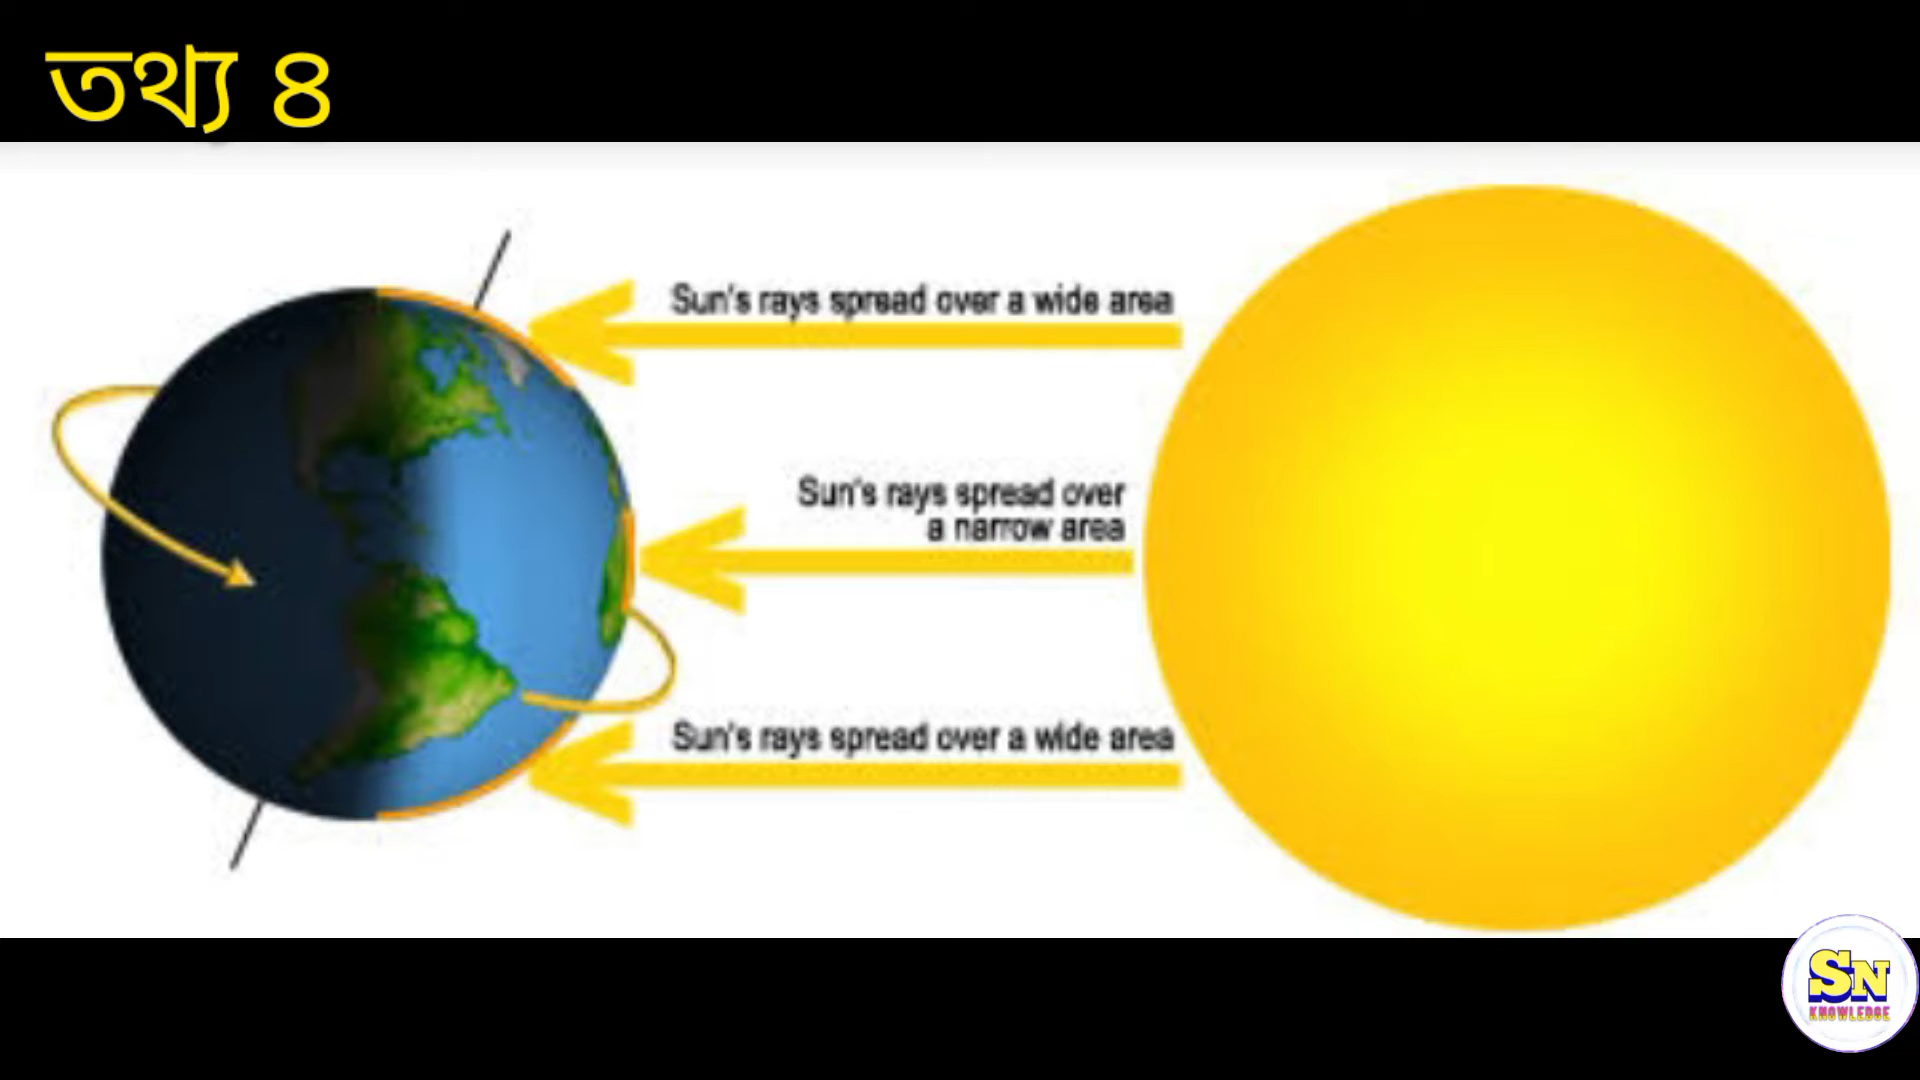 তথ্য ৪
Sun's rays spread over a wide area
Sun's rays spread over
a narrow area
Sun's rays spread over a wide area
SN
KNOWLEDGE